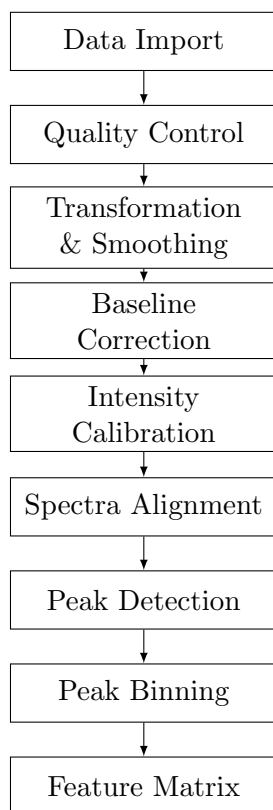 Data Import
Quality Control
Transformation
& Smoothing
Baseline
Correction
Intensity
Calibration
Spectra Alignment
Peak Detection
Peak Binning
Feature Matrix